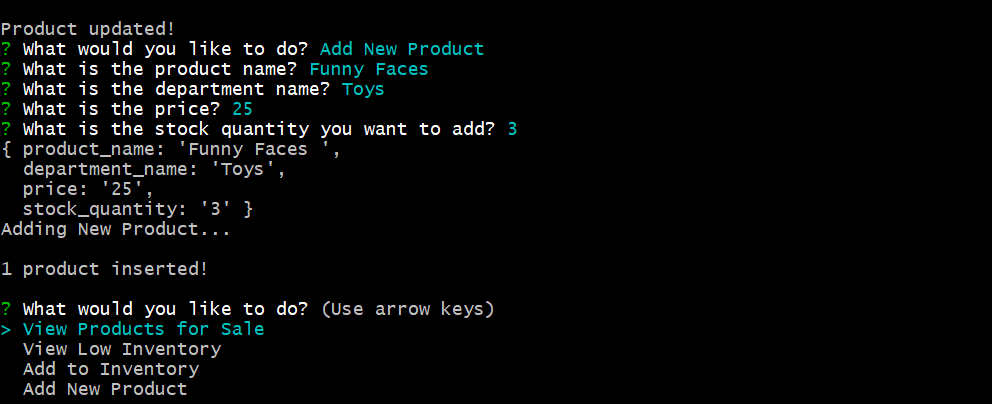 Product updated!
? What would you like to do? Add New Product
? What is the product name? Funny Faces
? What is the department name? Toys
? What is the price? 25
? What is the stock quantity you want to add? 3
{ product_name: 'Funny Faces ',
  department_name: 'Toys',
  price: '25',
  stock_quantity: '3' }
Adding New Product...
1 product inserted!
? What would you like to do? (Use arrow keys)
> View Products for Sale
  View Low Inventory
  Add to Inventory
  Add New Product